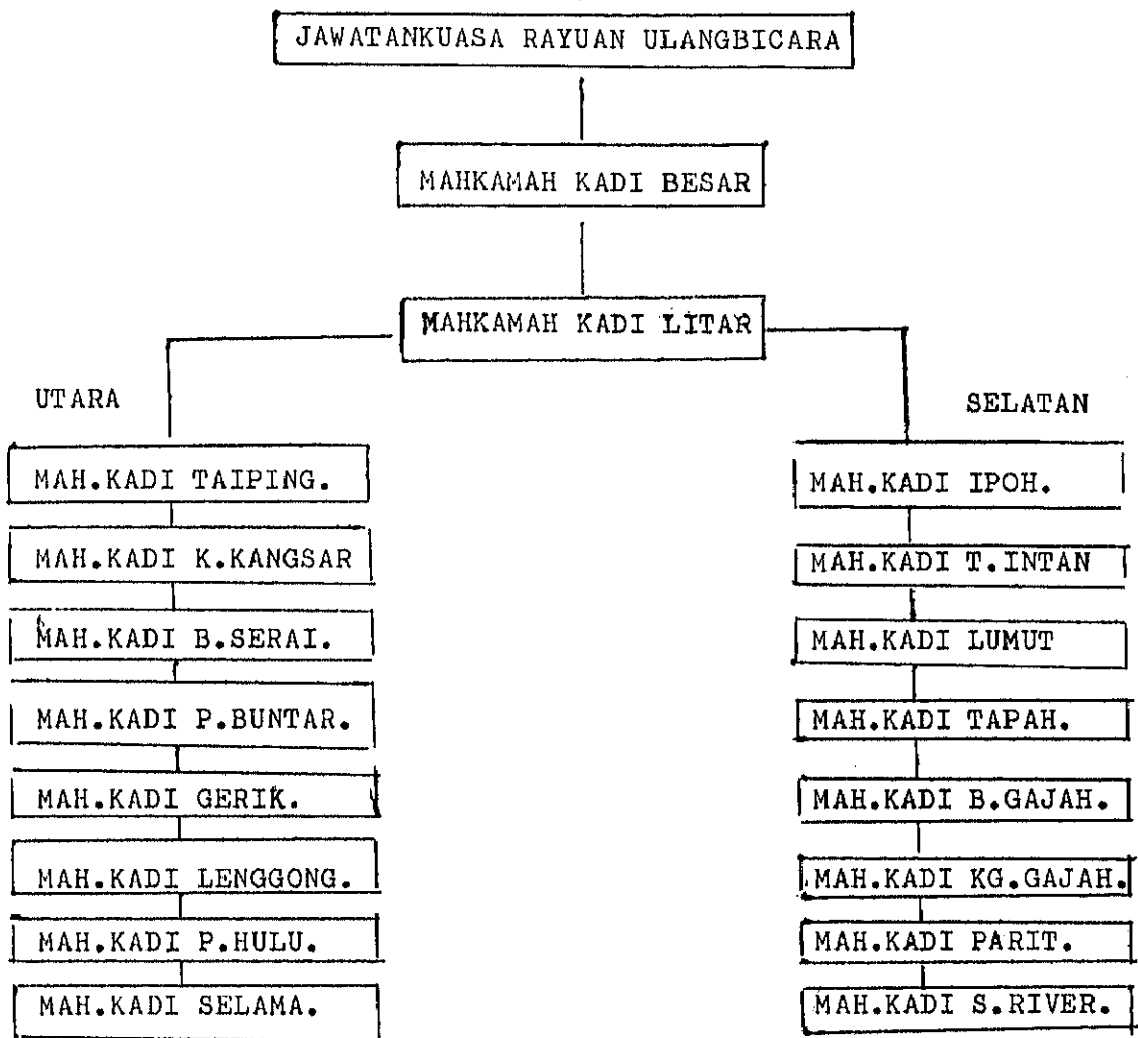 JAWATANKUASA RAYUAN ULANGBICARA
MAHKAMAH KADI BESAR
MAHKAMAH KADI LITAR
UTARA
MAH.KADI TAIPING.
MAH.KADI K.KANGSAR
MAH.KADI B.SERAI.
MAH.KADI P.BUNTAR.
MAH.KADI GERIK.
MAH.KADI LENGGONG.
MAH.KADI P.HULU.
MAH.KADI SELAMA.
SELATAN
MAH.KADI IPOH.
MAH.KADI T.INTAN
MAH.KADI LUMUT
MAH.KADI TAPAH.
MAH.KADI B.GAJAH.
MAH.KADI KG.GAJAH.
MAH.KADI PARIT.
MAH.KADI S.RIVER.